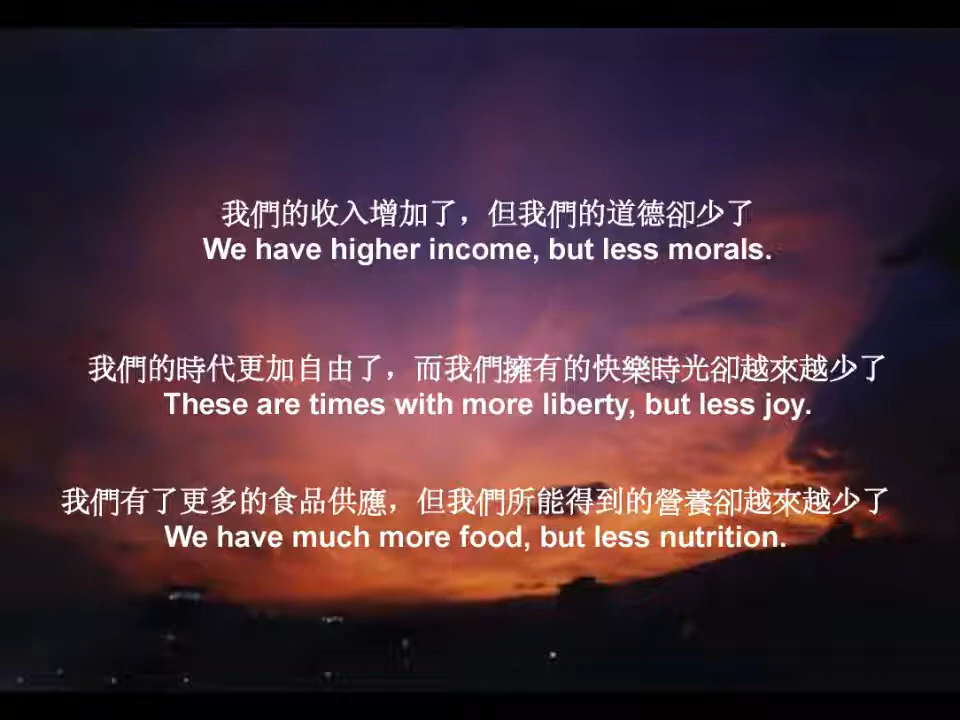 我們的收入增加了，但我們的道德卻少了
We have higher income, but less morals.
我們的時代更加自由了，而我們擁有的快樂時光卻越來越少了
These are times with more liberty, but less joy.
我們有了更多的食品供應，但我們所能得到的營養卻越來越少了
We have much more food, but less nutrition.